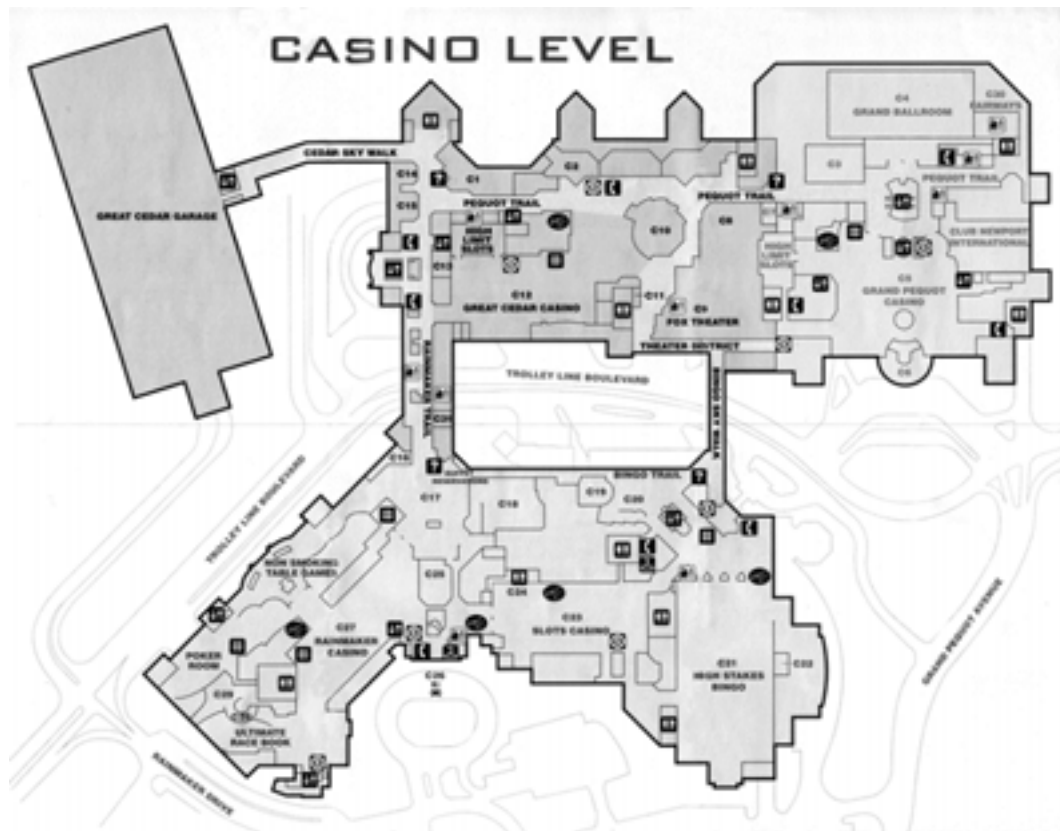 CASINO LEVEL
C4
GRAND BALLROOM
C30
FAIRWAYS
CEDAR SKY WALK
C14
C1
C2
C3
PEQUOT TRAIL
GREAT CEDAR GARAGE
C15
PEQUOT TRAIL
PEQUOT TRAIL
C10
C8
HIGH
LIMIT
SLOTS
HIGH
LIMIT
SLOTS
CLUB NEWPORT
INTERNATIONAL
C13
C12
GREAT CEDAR CASINO
C11
C9
FOX THEATER
GRAND PEQUOT
CASINO
THEATER DISTRICT
RAINMAKER TRAIL
TROLLEY LINE BOULEVARD
BINGO SKY WALK
C16
BINGO TRAIL
C17
C18
C19
C20
TROLLEY LINE BOULEVARD
NON SMOKING
TABLE GAMES
C25
C24
C23
SLOTS CASINO
C27
RAINMAKER
CASINO
POKER
ROOM
C26
C21
HIGH STAKES
BINGO
C22
GRAND PEQUOT AVENUE
ULTIMATE
RACE BOOK
RAINMAKER DRIVE